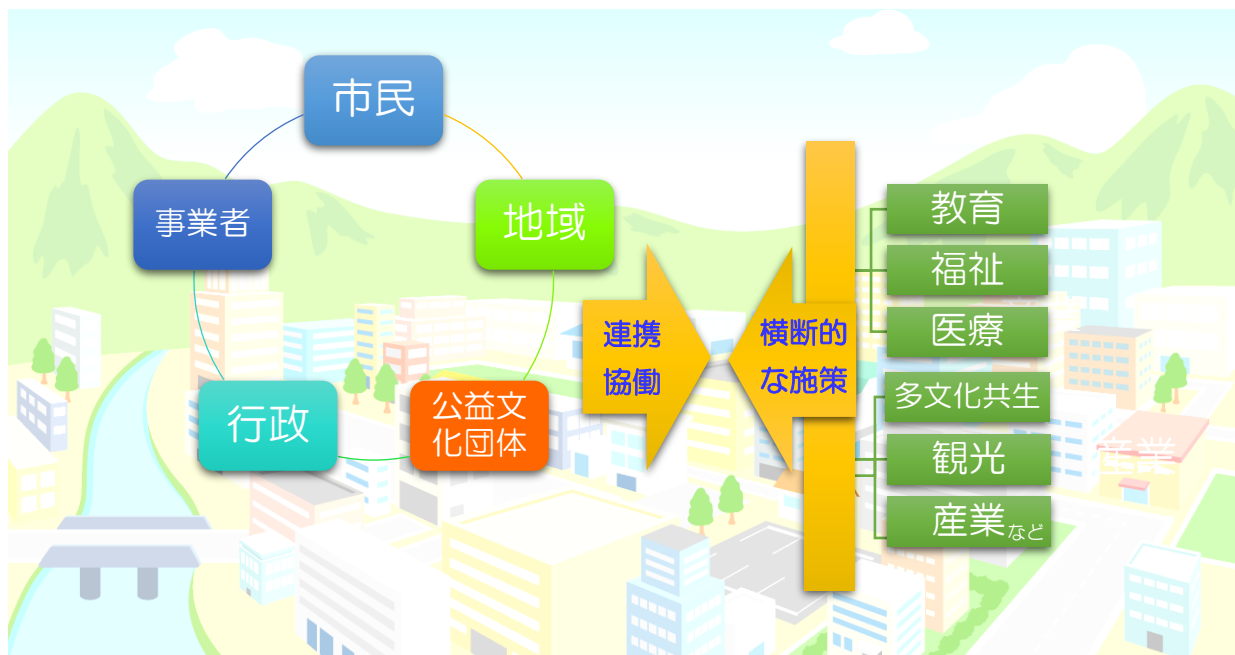 市民
事業者
地域
行政
公益文
化団体
連携
協働
横断的
な施策
教育
福祉
医療
多文化共生
観光
産業など
産業